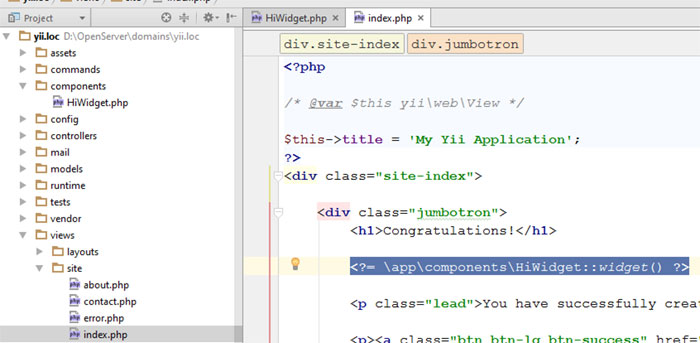 Project
yii.loc D:\OpenServer\domains\yii.loc
assets
commands
components
HiWidget.php
config
controllers
mail
models
runtime
tests
vendor
views
layouts
site
about.php
contact.php
error.php
index.php
HiWidget.php × index.php ×
div.site-index div.jumbotron
<?php
/* @var $this yii\web\View */
$this->title = 'My Yii Application';
?>
<div class="site-index">
<div class="jumbotron">
<h1>Congratulations!</h1>
<?= \app\components\HiWidget::widget() ?>
<p class="lead">You have successfully crea
<p><a class="btn btn-lg btn-success" href=